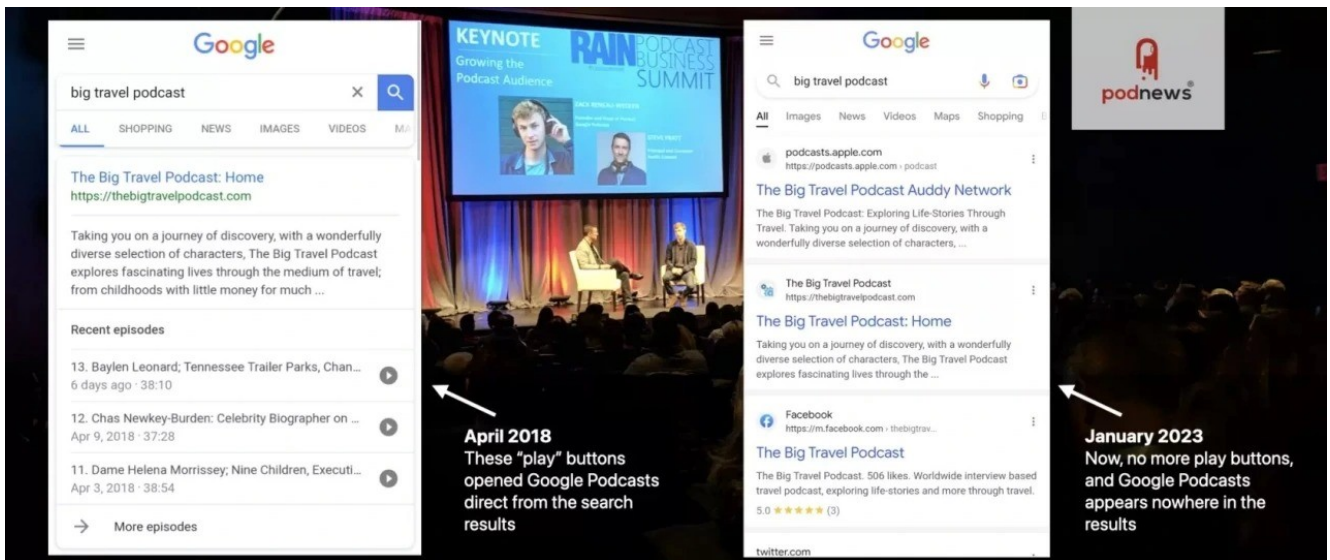 Google
big travel podcast
ALL SHOPPING NEWS IMAGES VIDEOS MA
The Big Travel Podcast: Home
https://thebigtravelpodcast.com
Taking you on a journey of discovery, with a wonderfully
diverse selection of characters, The Big Travel Podcast
explores fascinating lives through the medium of travel;
from childhoods with little money for much ...
Recent episodes
13. Baylen Leonard; Tennessee Trailer Parks, Chan...
6 days ago · 38:10
12. Chas Newkey-Burden: Celebrity Biographer on ...
Apr 9, 2018 · 37:28
11. Dame Helena Morrissey; Nine Children, Executi...
Apr 3, 2018 · 38:54
More episodes
KEYNOTE
Growing the
Podcast Audience
RAIN PODCAST
BUSINESS
SUMMIT
ZACK RENEAU-WEDEEN
STEVE PRATT
April 2018
These “play” buttons
opened Google Podcasts
direct from the search
results
Google
big travel podcast
All Images News Videos Maps Shopping
podcasts.apple.com
https://podcasts.apple.com › podcast
The Big Travel Podcast Auddy Network
The Big Travel Podcast: Exploring Life-Stories Through
Travel. Taking you on a journey of discovery, with a
wonderfully diverse selection of characters, ...
The Big Travel Podcast
https://thebigtravelpodcast.com
The Big Travel Podcast: Home
Taking you on a journey of discovery, with a wonderfully
diverse selection of characters, The Big Travel Podcast
explores fascinating lives through the ...
Facebook
https://m.facebook.com › thebigtrav...
The Big Travel Podcast
The Big Travel Podcast. 506 likes. Worldwide interview based
travel podcast, exploring life-stories and more through travel.
5.0 ★★★★★ (3)
twitter.com
podnews®
January 2023
Now, no more play buttons,
and Google Podcasts
appears nowhere in the
results